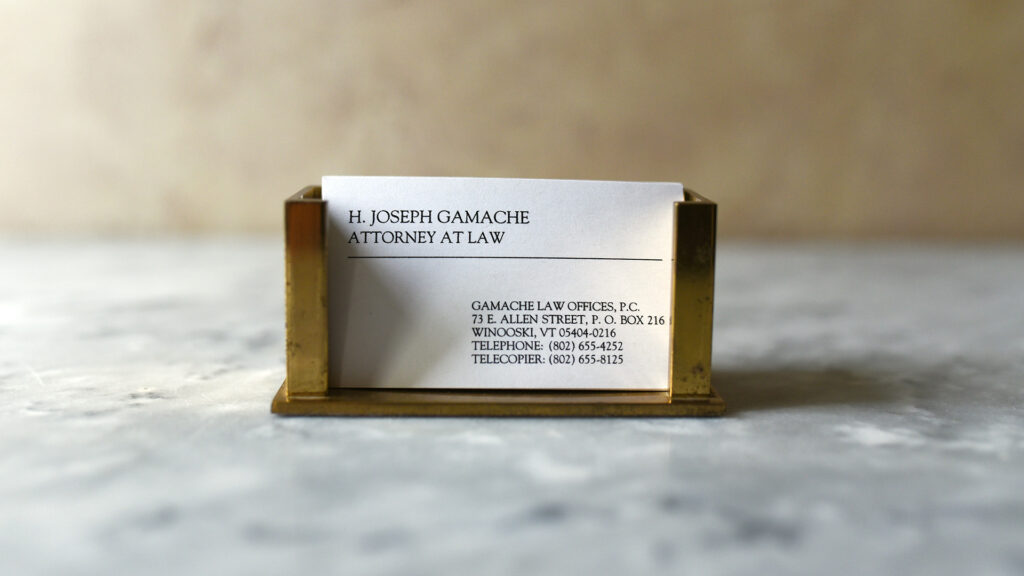 H. JOSEPH GAMACHE
ATTORNEY AT LAW
GAMACHE LAW OFFICES, P.C.
73 E. ALLEN STREET, P. O. BOX 216
WINOOSKI, VT 05404-0216
TELEPHONE: (802) 655-4252
TELECOPIER: (802) 655-8125